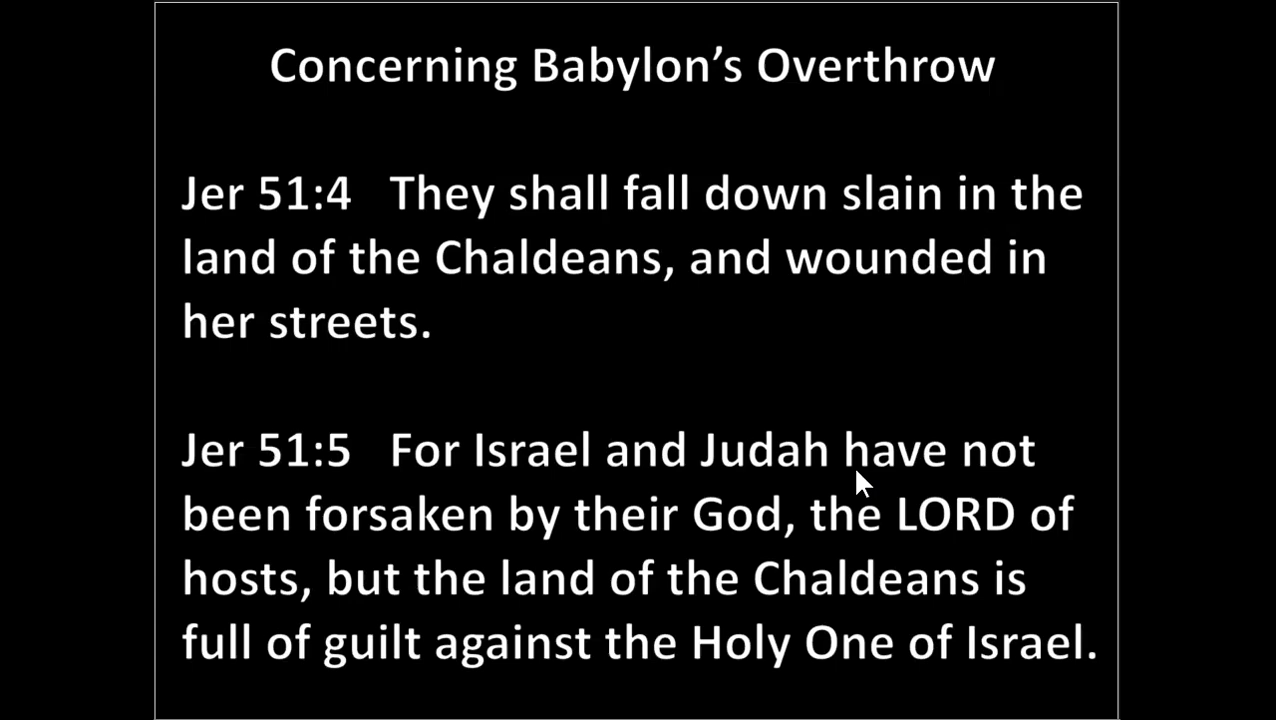 Concerning Babylon’s Overthrow
Jer 51:4   They shall fall down slain in the
land of the Chaldeans, and wounded in
her streets.
Jer 51:5   For Israel and Judah have not
been forsaken by their God, the LORD of
hosts, but the land of the Chaldeans is
full of guilt against the Holy One of Israel.